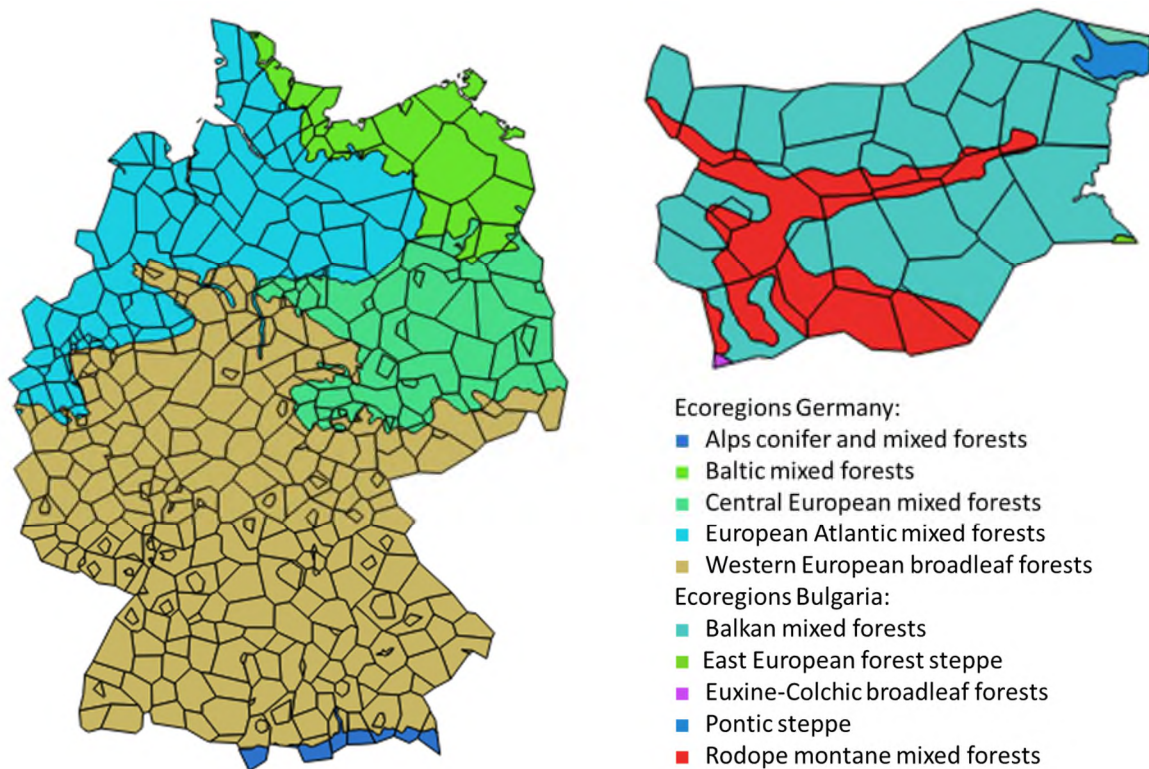 Ecoregions Germany:
Alps conifer and mixed forests
Baltic mixed forests
Central European mixed forests
European Atlantic mixed forests
Western European broadleaf forests
Ecoregions Bulgaria:
Balkan mixed forests
East European forest steppe
Euxine-Colchic broadleaf forests
Pontic steppe
Rodope montane mixed forests